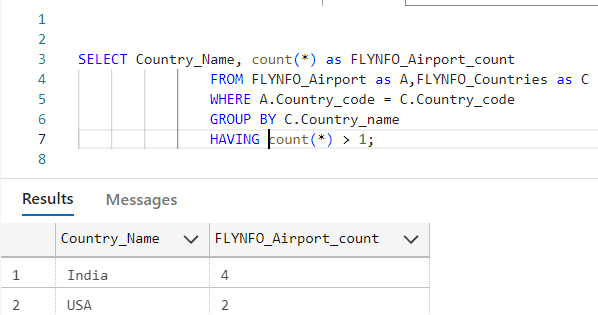 1
2
3 SELECT Country_Name, count(*) as FLYNFO_Airport_count
4 FROM FLYNFO_Airport as A,FLYNFO_Countries as C
5 WHERE A.Country_code = C.Country_code
6 GROUP BY C.Country_name
7 HAVING count(*) > 1;
8
Results Messages
Country_Name FLYNFO_Airport_count
1 India 4
2 USA 2